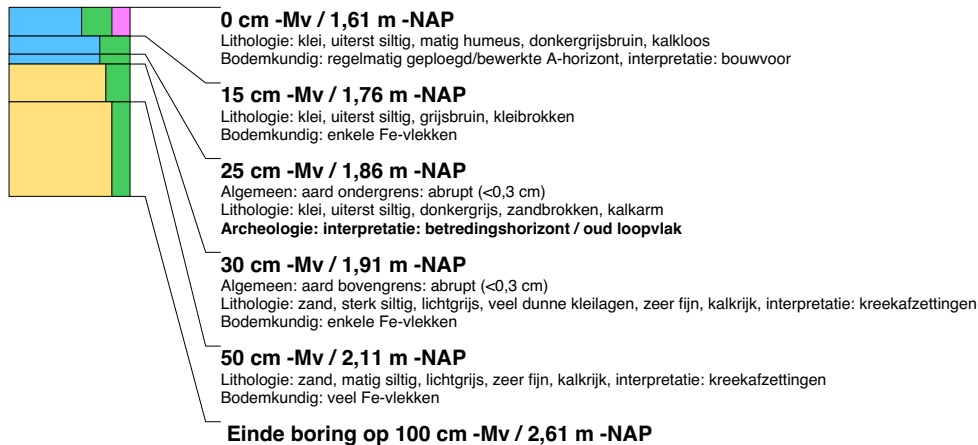 0 cm -Mv / 1,61 m -NAP
Lithologie: klei, uiterst siltig, matig humeus, donkergrijsbruin, kalkloos
Bodemkundig: regelmatig geploegd/bewerkte A-horizont, interpretatie: bouwvoor
15 cm -Mv / 1,76 m -NAP
Lithologie: klei, uiterst siltig, grijsbruin, kleibrokken
Bodemkundig: enkele Fe-vlekken
25 cm -Mv / 1,86 m -NAP
Algemeen: aard ondergrens: abrupt (<0,3 cm)
Lithologie: klei, uiterst siltig, donkergrijs, zandbrokken, kalkarm
Archeologie: interpretatie: betredingshorizont / oud loopvlak
30 cm -Mv / 1,91 m -NAP
Algemeen: aard bovengrens: abrupt (<0,3 cm)
Lithologie: zand, sterk siltig, lichtgrijs, veel dunne kleilagen, zeer fijn, kalkrijk, interpretatie: kreekafzettingen
Bodemkundig: enkele Fe-vlekken
50 cm -Mv / 2,11 m -NAP
Lithologie: zand, matig siltig, lichtgrijs, zeer fijn, kalkrijk, interpretatie: kreekafzettingen
Bodemkundig: veel Fe-vlekken
Einde boring op 100 cm -Mv / 2,61 m -NAP